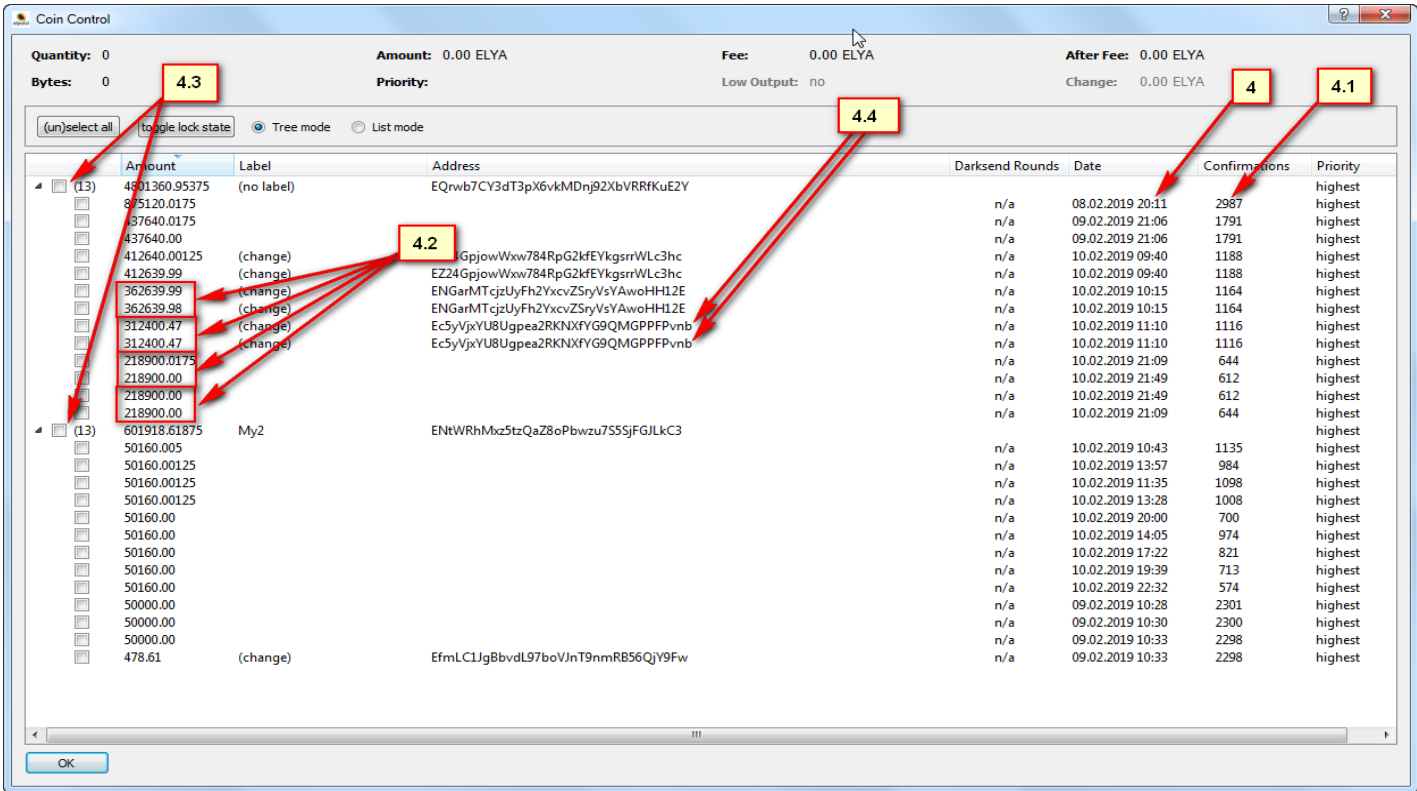 Coin Control
Quantity: 0 Amount: 0.00 ELYA Fee: 0.00 ELYA After Fee: 0.00 ELYA
Bytes: 0 Priority: Low Output: no Change: 0.00 ELYA
4.3
4
4.1
4.4
(un)select all toggle lock state Tree mode List mode
Amount Label Address Darksend Rounds Date Confirmations Priority
(13) 4801360.95375 (no label) EQrwb7CY3dT3pX6vkMDnj92XbVRRfKuE2Y highest
875120.0175 n/a 08.02.2019 20:11 2987 highest
437640.0175 n/a 09.02.2019 21:06 1791 highest
437640.00 n/a 09.02.2019 21:06 1791 highest
4.2
412640.00125 (change) GpjowWxw784RpG2kfEYkgsrrWLc3hc n/a 10.02.2019 09:40 1188 highest
412639.99 (change) EZ24GpjowWxw784RpG2kfEYkgsrrWLc3hc n/a 10.02.2019 09:40 1188 highest
362639.99 (change) ENGarMTcjzUyFh2YxcvZSryVsYAwoHH12E n/a 10.02.2019 10:15 1164 highest
362639.98 (change) ENGarMTcjzUyFh2YxcvZSryVsYAwoHH12E n/a 10.02.2019 10:15 1164 highest
312400.47 (change) Ec5yVjxYU8Ugpea2RKNXfYG9QMGPPFPvnb n/a 10.02.2019 11:10 1116 highest
312400.47 (change) Ec5yVjxYU8Ugpea2RKNXfYG9QMGPPFPvnb n/a 10.02.2019 11:10 1116 highest
218900.0175 n/a 10.02.2019 21:09 644 highest
218900.00 n/a 10.02.2019 21:49 612 highest
218900.00 n/a 10.02.2019 21:49 612 highest
218900.00 n/a 10.02.2019 21:09 644 highest
(13) 601918.61875 My2 ENtWRhMxz5tzQaZ8oPbwzu7S5SjFGJLkC3 highest
50160.005 n/a 10.02.2019 10:43 1135 highest
50160.00125 n/a 10.02.2019 13:57 984 highest
50160.00125 n/a 10.02.2019 11:35 1098 highest
50160.00125 n/a 10.02.2019 13:28 1008 highest
50160.00 n/a 10.02.2019 20:00 700 highest
50160.00 n/a 10.02.2019 14:05 974 highest
50160.00 n/a 10.02.2019 17:22 821 highest
50160.00 n/a 10.02.2019 19:39 713 highest
50160.00 n/a 10.02.2019 22:32 574 highest
50000.00 n/a 09.02.2019 10:28 2301 highest
50000.00 n/a 09.02.2019 10:30 2300 highest
50000.00 n/a 09.02.2019 10:33 2298 highest
478.61 (change) EfmLC1JgBbvdL97boVJnT9nmRB56QjY9Fw n/a 09.02.2019 10:33 2298 highest
OK